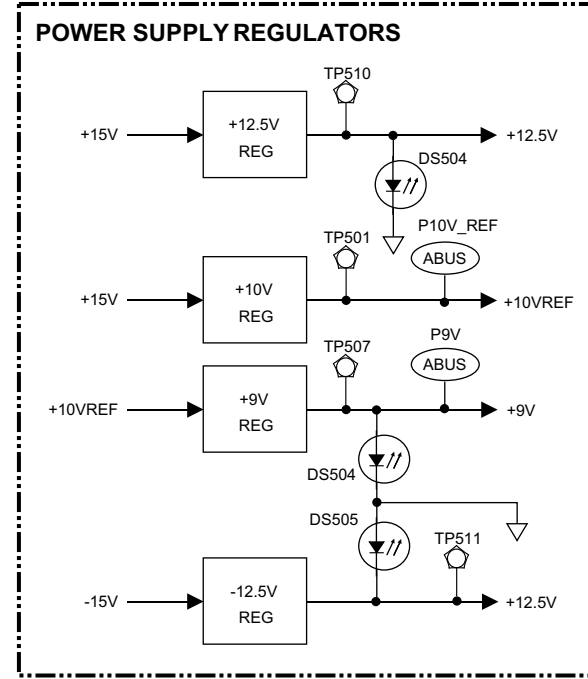 POWER SUPPLY REGULATORS
TP510
+15V
+12.5V
REG
+12.5V
DS504
P10V_REF
TP501
ABUS
+15V
+10V
REG
+10VREF
P9V
TP507
ABUS
+10VREF
+9V
REG
+9V
DS504
DS505
TP511
-15V
-12.5V
REG
+12.5V